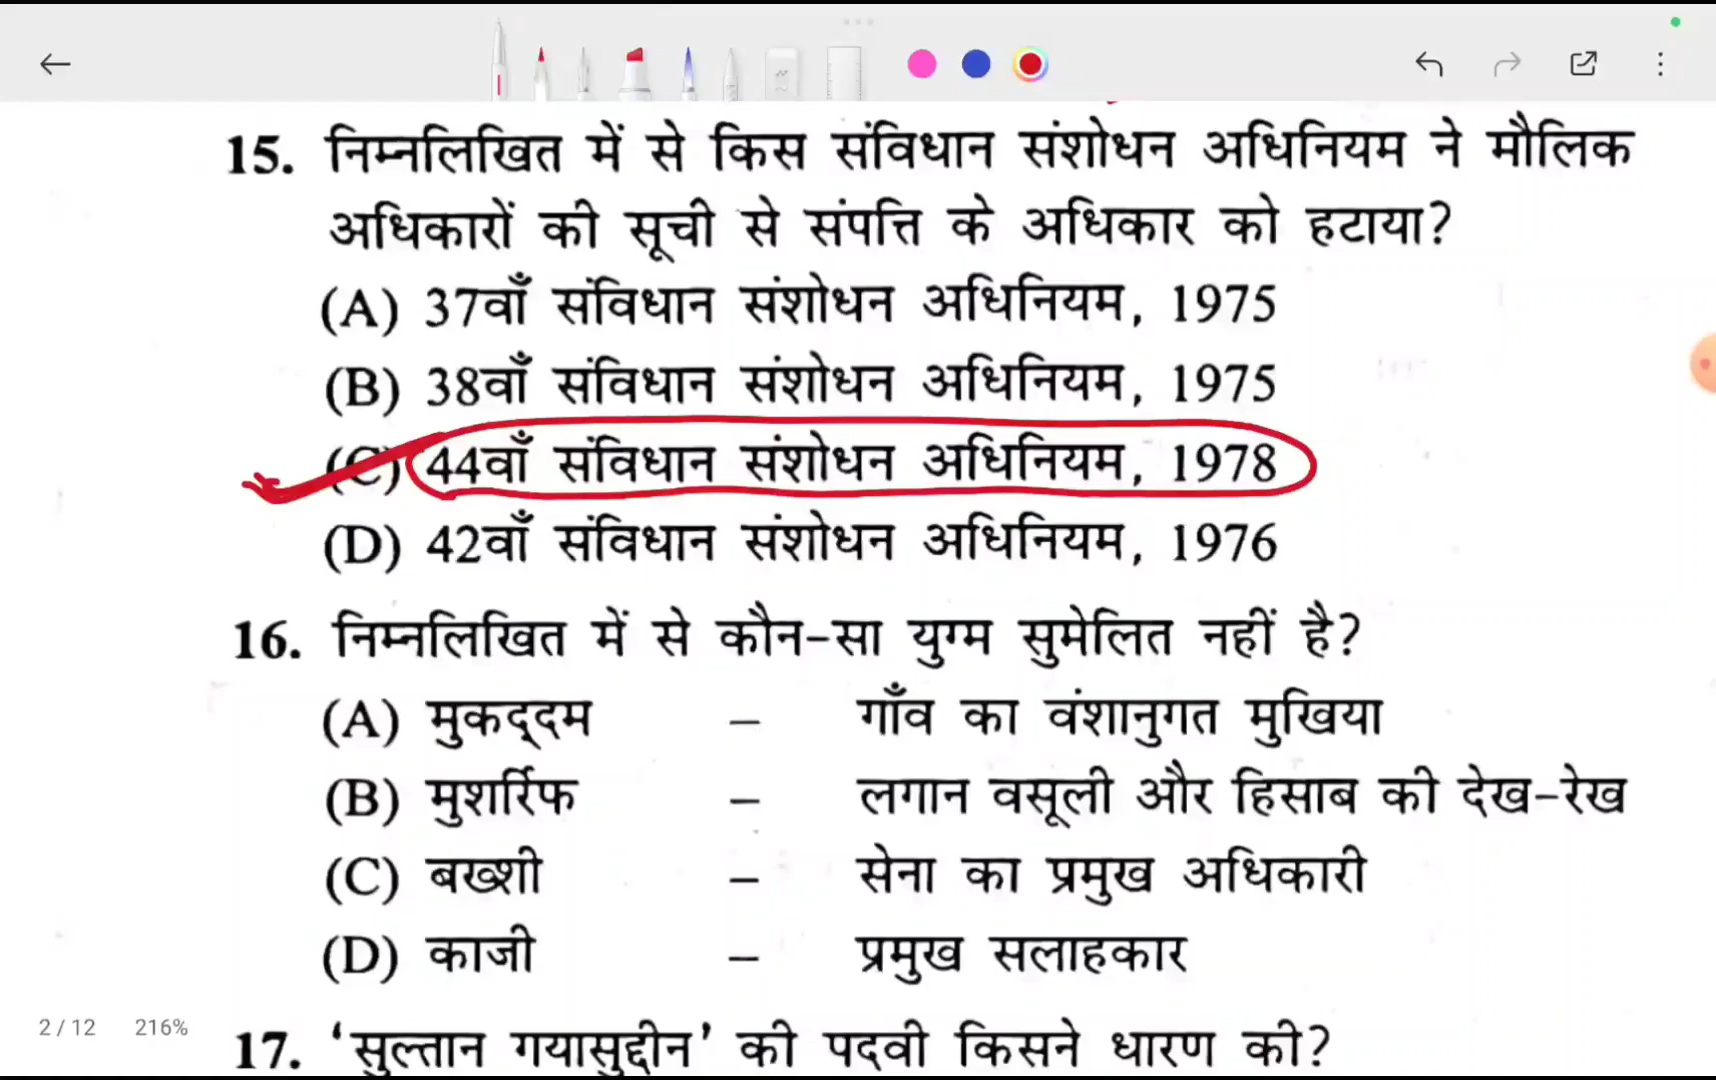 15. निम्नलिखित में से किस संविधान संशोधन अधिनियम ने मौलिक
अधिकारों की सूची से संपत्ति के अधिकार को हटाया?
(A) 37वाँ संविधान संशोधन अधिनियम, 1975
(B) 38वाँ संविधान संशोधन अधिनियम, 1975
(C) 44वाँ संविधान संशोधन अधिनियम, 1978
(D) 42वाँ संविधान संशोधन अधिनियम, 1976
16. निम्नलिखित में से कौन-सा युग्म सुमेलित नहीं है?
(A) मुकद्दम – गाँव का वंशानुगत मुखिया
(B) मुशर्रिफ – लगान वसूली और हिसाब की देख-रेख
(C) बख्शी – सेना का प्रमुख अधिकारी
(D) काजी – प्रमुख सलाहकार
2 / 12 216%
17. 'सुल्तान गयासुद्दीन' की पदवी किसने धारण की?